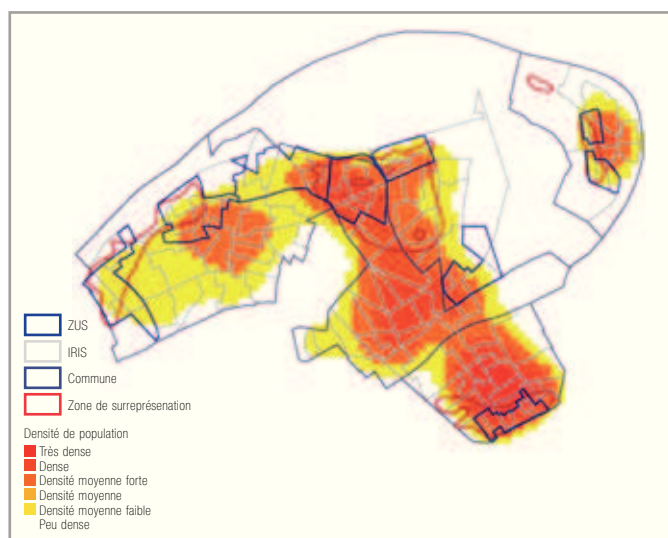 ZUS
IRIS
Commune
Zone de surreprésenation
Densité de population
Très dense
Dense
Densité moyenne forte
Densité moyenne
Densité moyenne faible
Peu dense